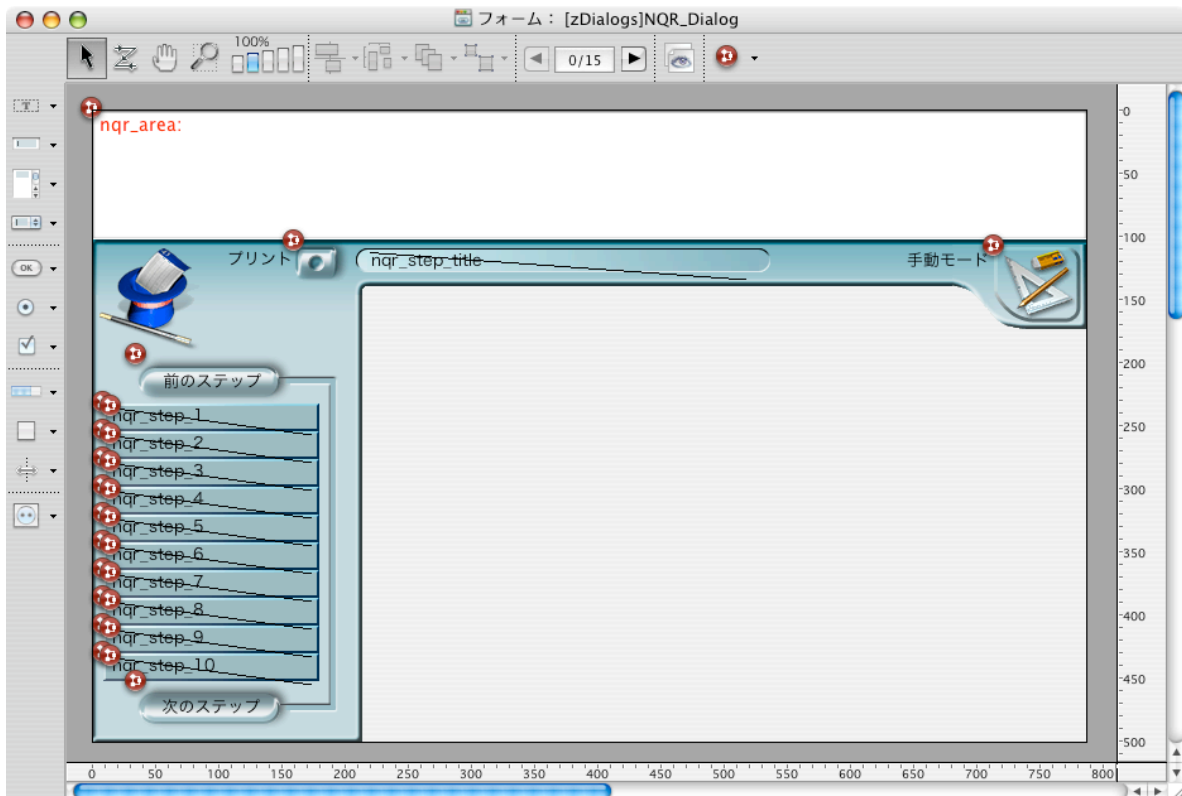 フォーム： [zDialogs]NQR_Dialog
100%
0/15
T
OK
nqr_area:
プリント
nqr_step_title
手動モード
前のステップ
nqr_step_1
nqr_step_2
nqr_step_3
nqr_step_4
nqr_step_5
nqr_step_6
nqr_step_7
nqr_step_8
nqr_step_9
nqr_step_10
次のステップ
0
50
100
150
200
250
300
350
400
450
500
0 50 100 150 200 250 300 350 400 450 500 550 600 650 700 750 800